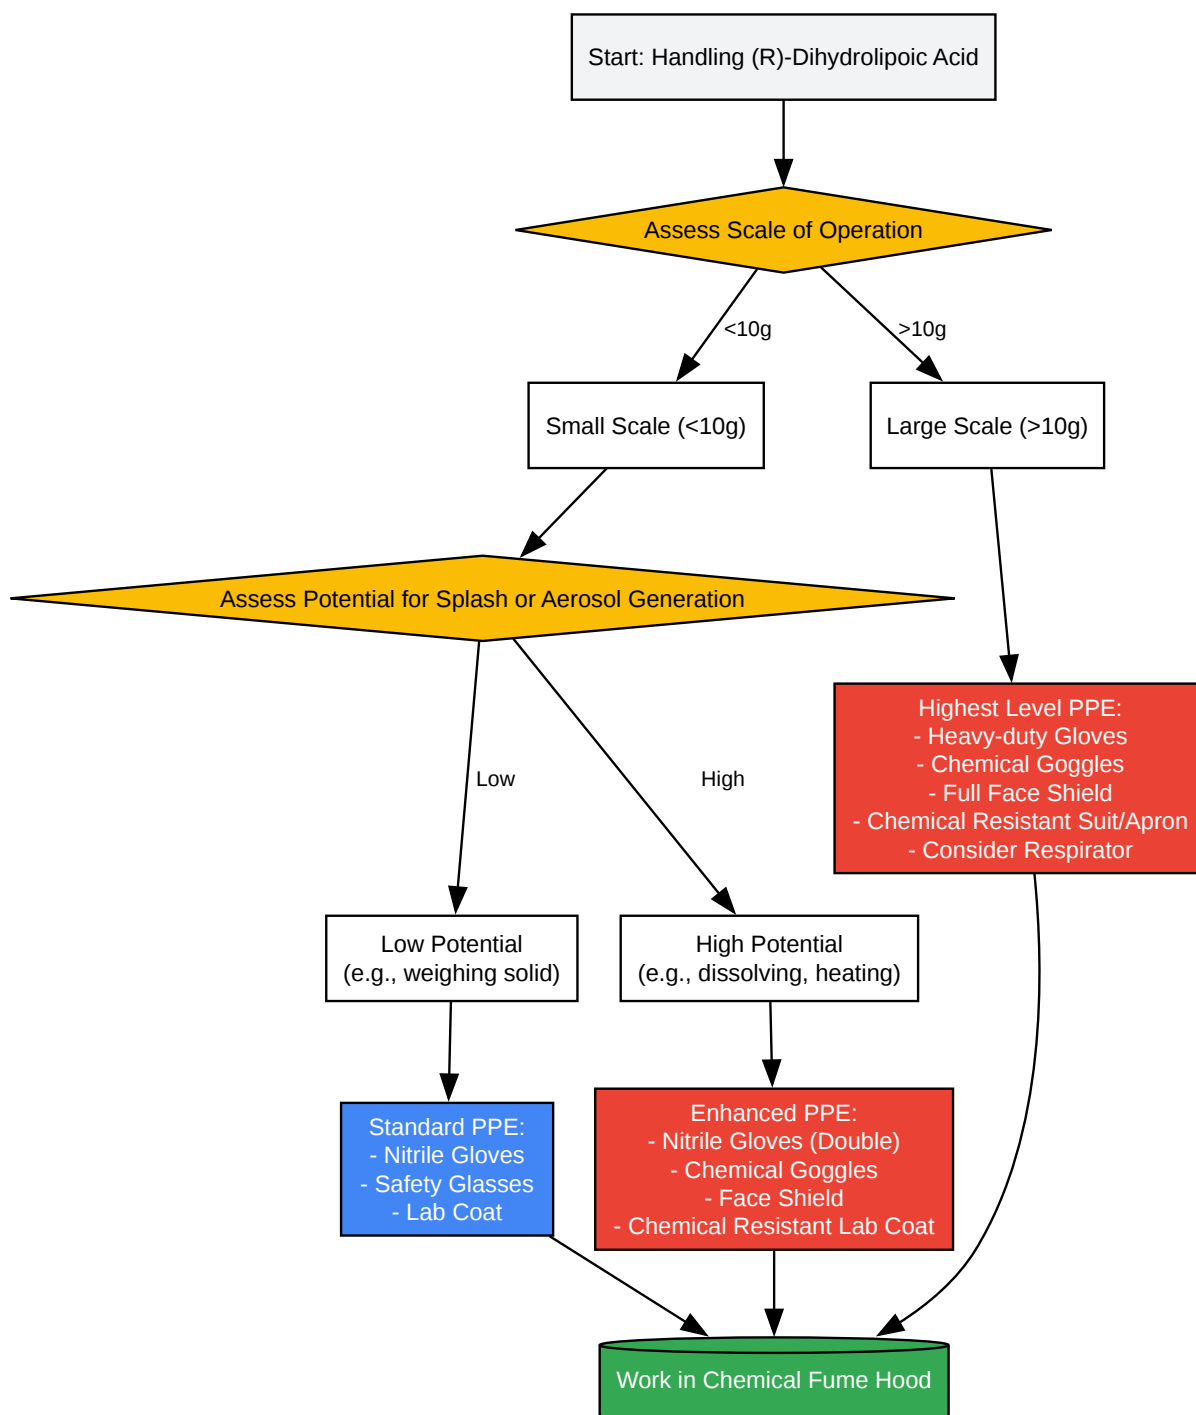 Start: Handling (R)-Dihydrolipoic Acid
Assess Scale of Operation
<10g
>10g
Small Scale (<10g)
Large Scale (>10g)
Assess Potential for Splash or Aerosol Generation
Low
High
Highest Level PPE:
- Heavy-duty Gloves
- Chemical Goggles
- Full Face Shield
- Chemical Resistant Suit/Apron
- Consider Respirator
Low Potential
(e.g., weighing solid)
High Potential
(e.g., dissolving, heating)
Standard PPE:
- Nitrile Gloves
- Safety Glasses
- Lab Coat
Enhanced PPE:
- Nitrile Gloves (Double)
- Chemical Goggles
- Face Shield
- Chemical Resistant Lab Coat
Work in Chemical Fume Hood